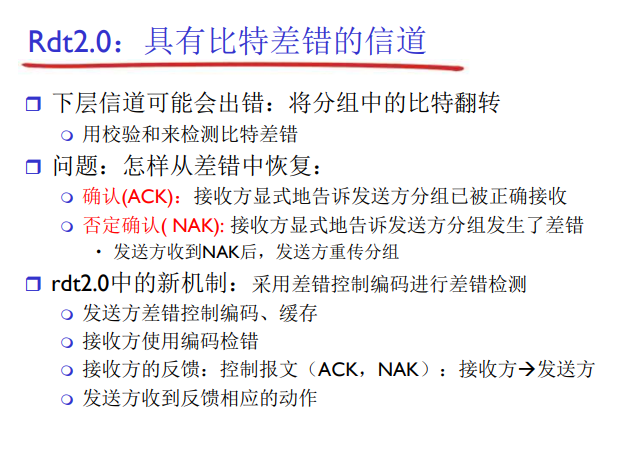 Rdt2.0：具有比特差错的信道
下层信道可能会出错：将分组中的比特翻转
用校验和来检测比特差错
问题：怎样从差错中恢复：
确认(ACK)：接收方显式地告诉发送方分组已被正确接收
否定确认( NAK): 接收方显式地告诉发送方分组发生了差错
• 发送方收到NAK后，发送方重传分组
rdt2.0中的新机制：采用差错控制编码进行差错检测
发送方差错控制编码、缓存
接收方使用编码检错
接收方的反馈：控制报文（ACK，NAK）：接收方→发送方
发送方收到反馈相应的动作